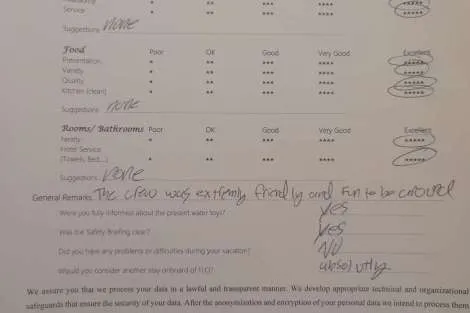 Service * ** *** **** *****
Suggestions: none
Food Poor OK Good Very Good Excellent
Presentation * ** *** **** *****
Variety * ** *** **** *****
Quality * ** *** **** *****
Kitchen (clean) * ** *** **** *****
Suggestions: none
Rooms/ Bathrooms Poor OK Good Very Good Excellent
Neatly * ** *** **** *****
Hotel Service
(Towels, Bed....) * ** *** **** *****
Suggestions: none
General Remarks: The crew was extremly friendly and fun to be around
Were you fully informed about the present water toys? Yes
Was the Safety Briefing clear? Yes
Did you have any problems or difficulties during your vacation? No
Would you consider another stay onboard of FLO? absolutley
We assure you that we process your data in a lawful and transparent manner. We develop appropriate technical and organizational
safeguards that ensure the security of your data. After the anonymisation and encryption of your personal data we intend to process them